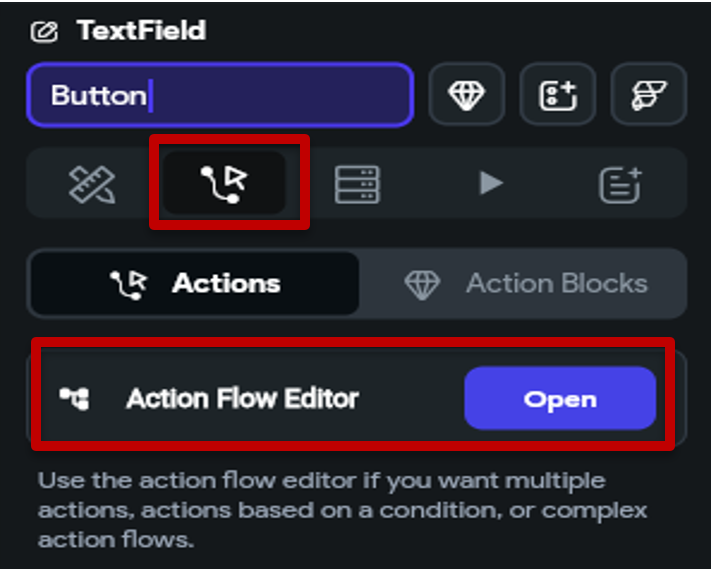 TextField
Button
Actions
Action Blocks
Action Flow Editor
Open
Use the action flow editor if you want multiple
actions, actions based on a condition, or complex
action flows.